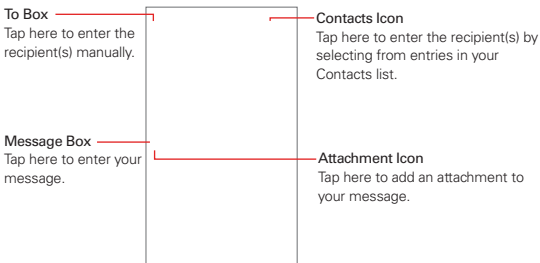 To Box
Tap here to enter the
recipient(s) manually.
Contacts Icon
Tap here to enter the recipient(s) by
selecting from entries in your
Contacts list.
Message Box
Tap here to enter your
message.
Attachment Icon
Tap here to add an attachment to
your message.